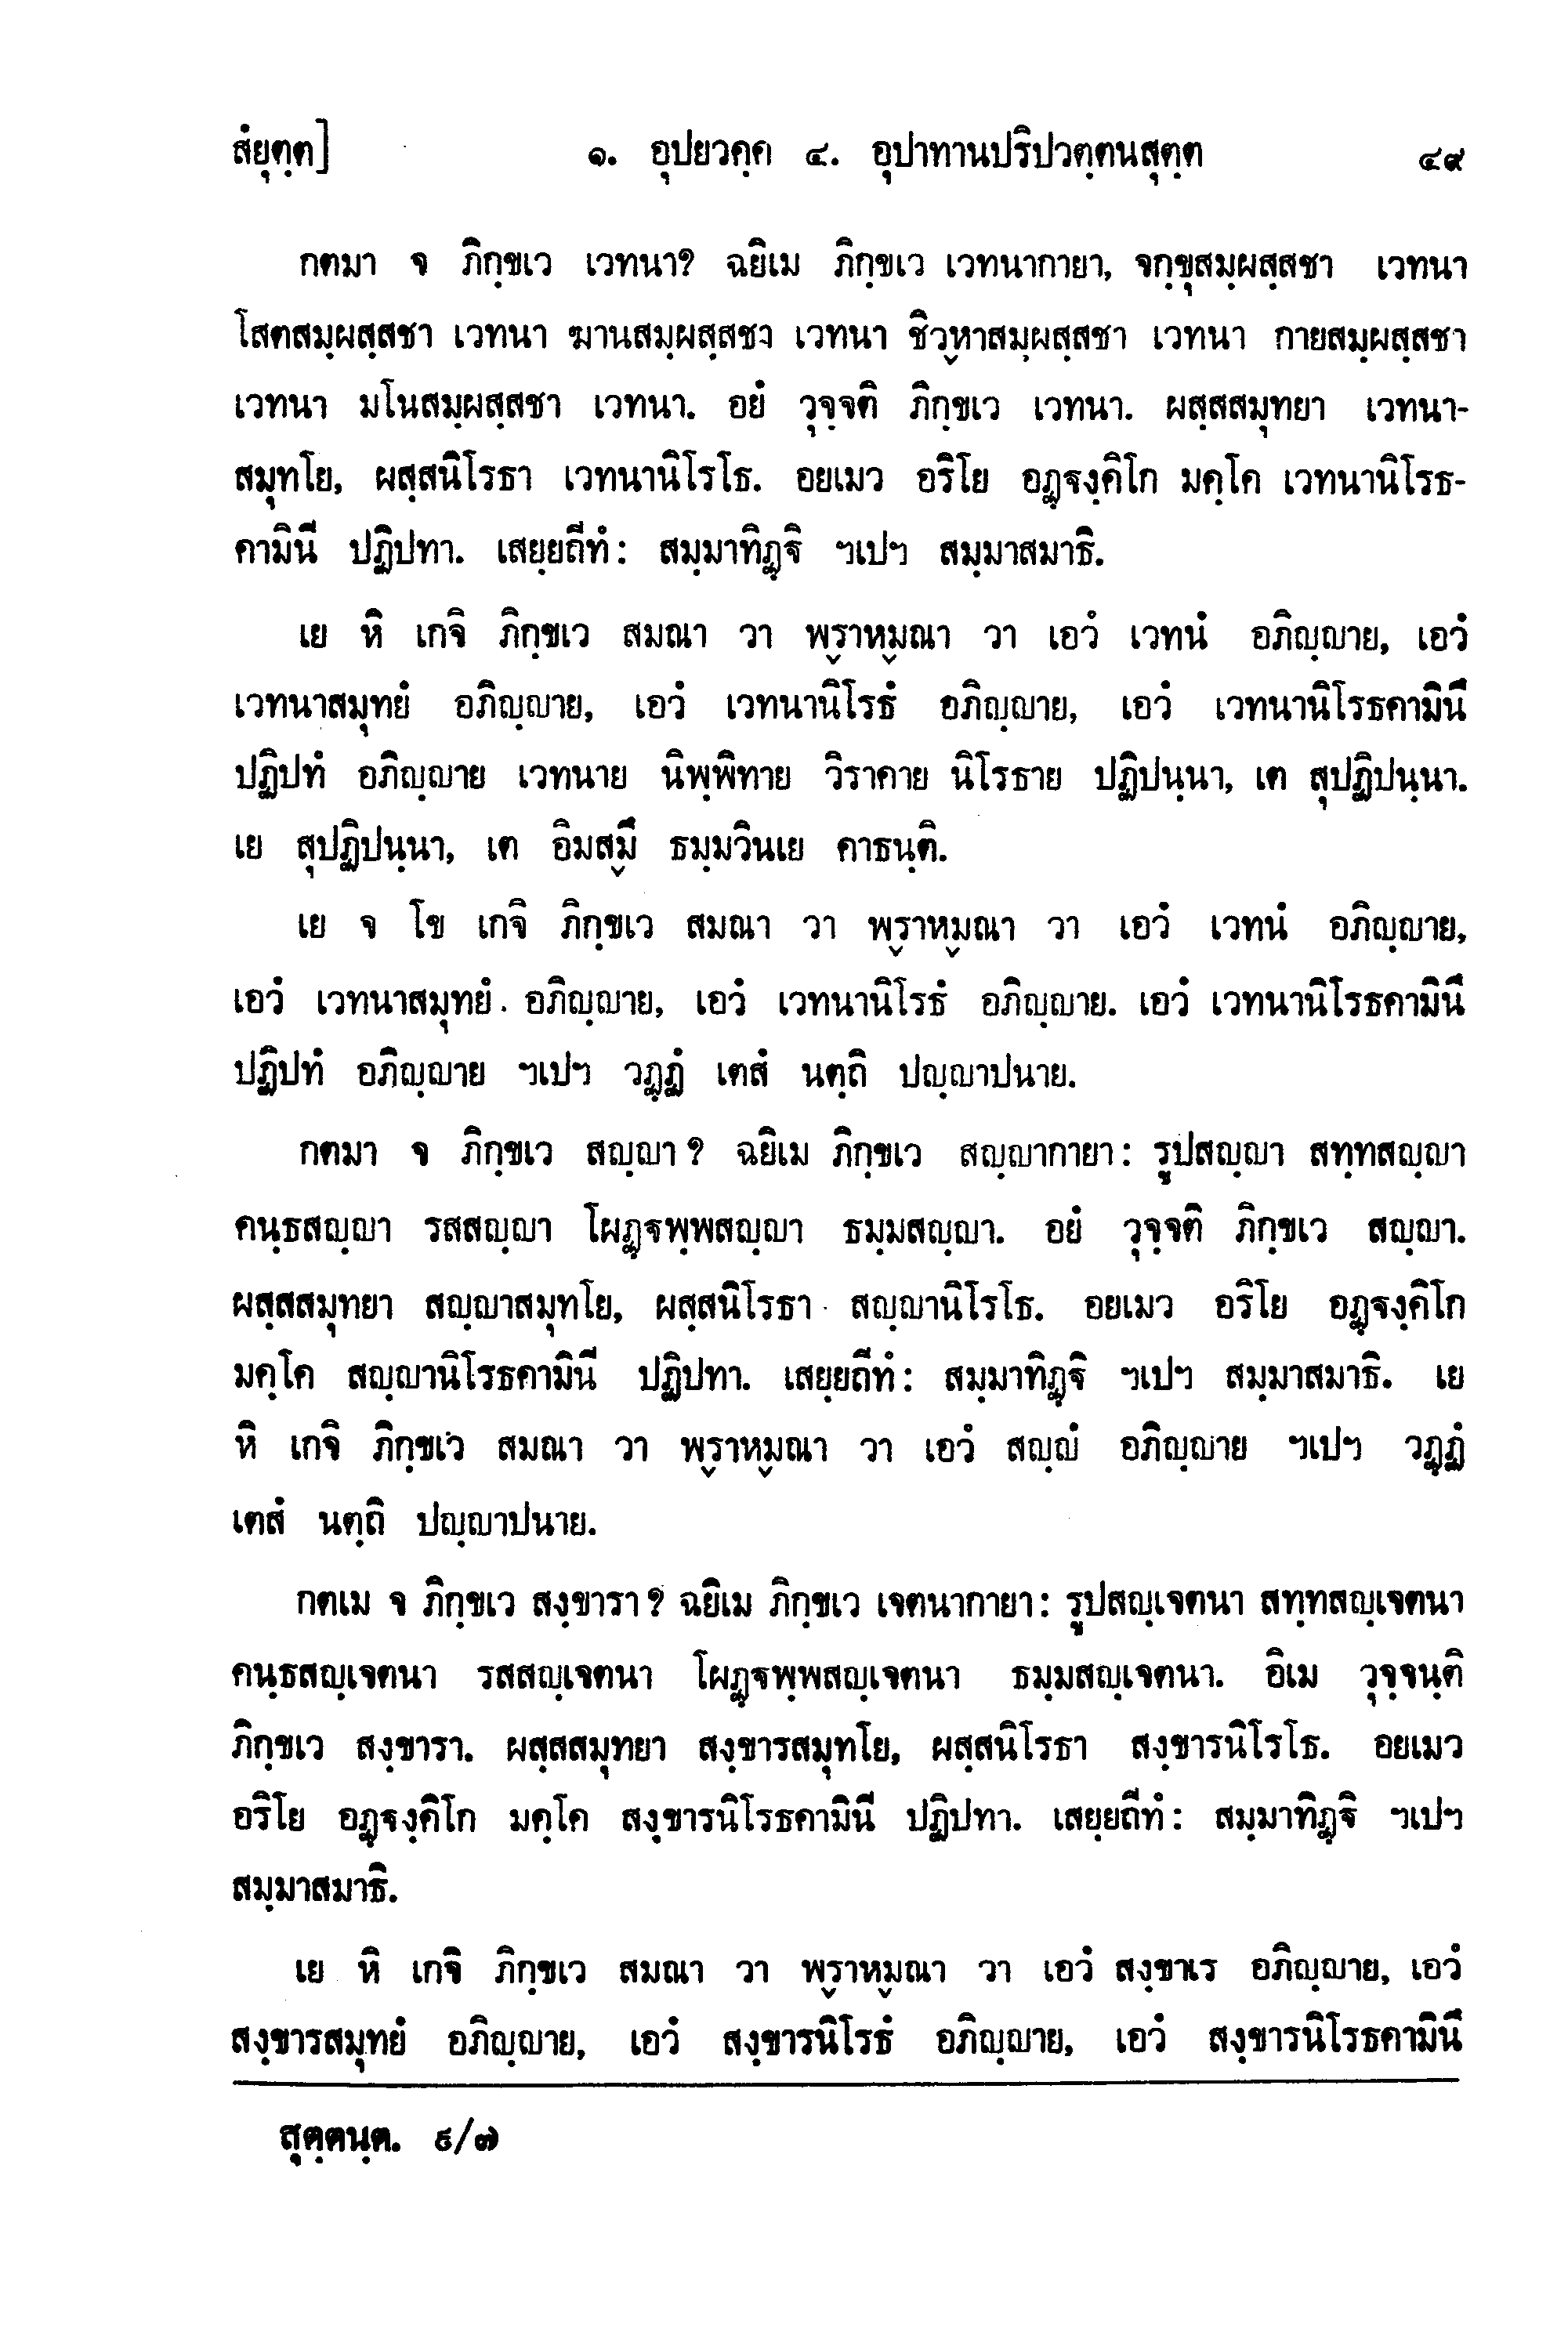 สํยุตฺต]
๑. อุปยวคฺค ๔. อุปาทานปริปวตฺตนสุตฺต
๔๙
กตมา จ ภิกฺขเว เวทนา? ฉยิเม ภิกฺขเว เวทนากายา, จกฺขุสมฺผสฺสชา เวทนา
โสตสมฺผสฺสชา เวทนา ฆานสมฺผสฺสชา เวทนา ชิวฺหาสมฺผสฺสชา เวทนา กายสมฺผสฺสชา
เวทนา มโนสมฺผสฺสชา เวทนา. อยํ วุจฺจติ ภิกฺขเว เวทนา. ผสฺสสมุทยา เวทนา-
สมุทโย, ผสฺสนิโรธา เวทนานิโรโธ. อยเมว อริโย อฏฺฐงฺคิโก มคฺโค เวทนานิโรธ-
คามินี ปฏิปทา. เสยฺยถีทํ: สมฺมาทิฏฺฐิ ฯเปฯ สมฺมาสมาธิ.
เย หิ เกจิ ภิกฺขเว สมณา วา พฺราหฺมณา วา เอวํ เวทนํ อภิญฺญาย, เอวํ
เวทนาสมุทยํ อภิญฺญาย, เอวํ เวทนานิโรธํ อภิญฺญาย, เอวํ เวทนานิโรธคามินึ
ปฏิปทํ อภิญฺญาย เวทนาย นิพฺพิทาย วิราคาย นิโรธาย ปฏิปนฺนา, เต สุปฏิปนฺนา.
เย สุปฏิปนฺนา, เต อิมสฺมึ ธมฺมวินเย คาธนฺติ.
เย จ โข เกจิ ภิกฺขเว สมณา วา พฺราหฺมณา วา เอวํ เวทนํ อภิญฺญาย,
เอวํ เวทนาสมุทยํ อภิญฺญาย, เอวํ เวทนานิโรธํ อภิญฺญาย. เอวํ เวทนานิโรธคามินึ
ปฏิปทํ อภิญฺญาย ฯเปฯ วฏฺฏํ เตสํ นตฺถิ ปญฺญาปนาย.
กตมา จ ภิกฺขเว สญฺญา? ฉยิเม ภิกฺขเว สญฺญากายา: รูปสญฺญา สทฺทสญฺญา
คนฺธสญฺญา รสสญฺญา โผฏฺฐพฺพสญฺญา ธมฺมสญฺญา. อยํ วุจฺจติ ภิกฺขเว สญฺญา.
ผสฺสสมุทยา สญฺญาสมุทโย, ผสฺสนิโรธา สญฺญานิโรโธ. อยเมว อริโย อฏฺฐงฺคิโก
มคฺโค สญฺญานิโรธคามินี ปฏิปทา. เสยฺยถีทํ: สมฺมาทิฏฺฐิ ฯเปฯ สมฺมาสมาธิ. เย
หิ เกจิ ภิกฺขเว สมณา วา พฺราหฺมณา วา เอวํ สญฺญํ อภิญฺญาย ฯเปฯ วฏฺฏํ
เตสํ นตฺถิ ปญฺญาปนาย.
กตเม จ ภิกฺขเว สงฺขารา? ฉยิเม ภิกฺขเว เจตนากายา: รูปสญฺเจตนา สทฺทสญฺเจตนา
คนฺธสญฺเจตนา รสสญฺเจตนา โผฏฺฐพฺพสญฺเจตนา ธมฺมสญฺเจตนา. อิเม วุจฺจนฺติ
ภิกฺขเว สงฺขารา. ผสฺสสมุทยา สงฺขารสมุทโย, ผสฺสนิโรธา สงฺขารนิโรโธ. อยเมว
อริโย อฏฺฐงฺคิโก มคฺโค สงฺขารนิโรธคามินี ปฏิปทา. เสยฺยถีทํ: สมฺมาทิฏฺฐิ ฯเปฯ
สมฺมาสมาธิ.
เย หิ เกจิ ภิกฺขเว สมณา วา พฺราหฺมณา วา เอวํ สงฺขาเร อภิญฺญาย, เอวํ
สงฺขารสมุทยํ อภิญฺญาย, เอวํ สงฺขารนิโรธํ อภิญฺญาย, เอวํ สงฺขารนิโรธคามินึ
สุตฺตนฺต. ๙/๗